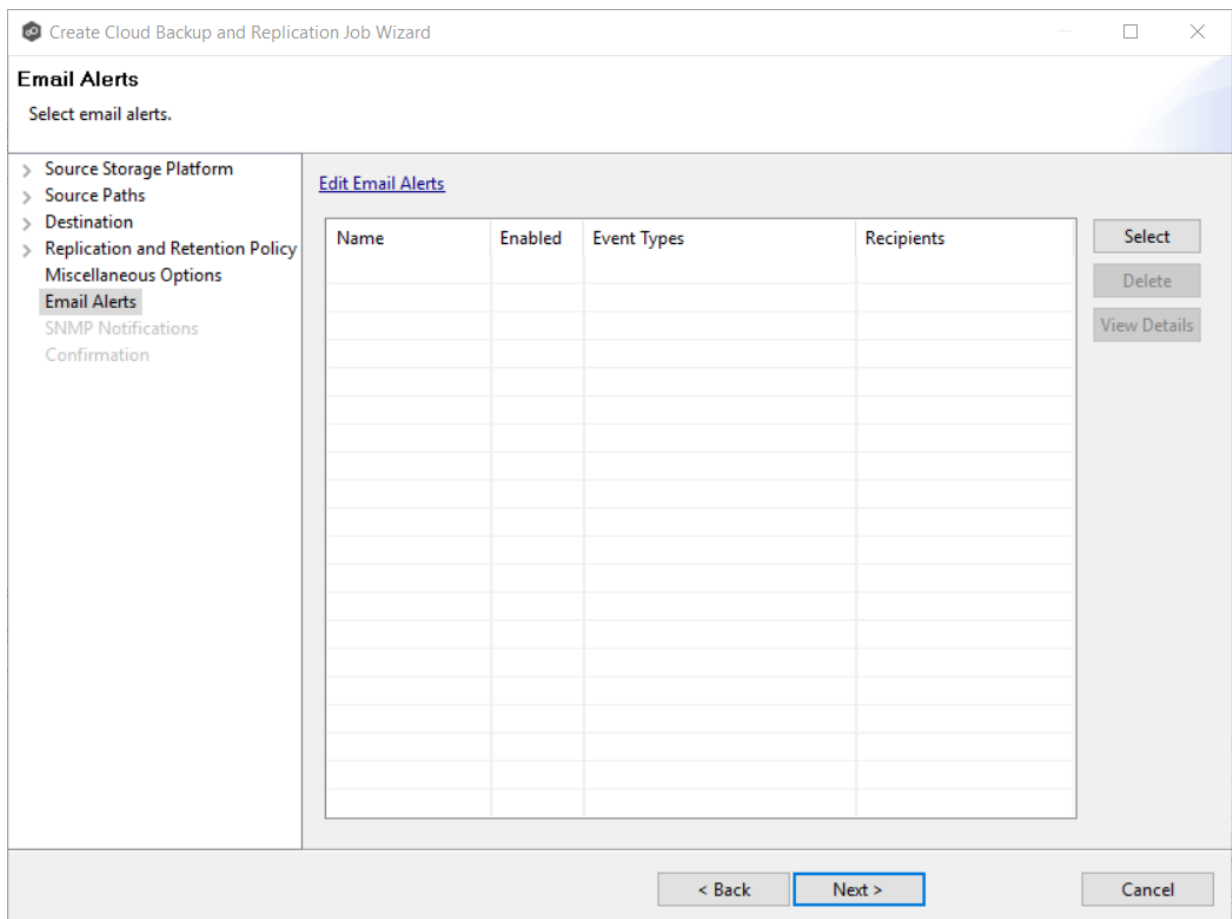 Create Cloud Backup and Replication Job Wizard
Email Alerts
Select email alerts.
Source Storage Platform
Source Paths
Destination
Replication and Retention Policy
Miscellaneous Options
Email Alerts
SNMP Notifications
Confirmation
Edit Email Alerts
Name Enabled Event Types Recipients
Select
Delete
View Details
< Back Next > Cancel